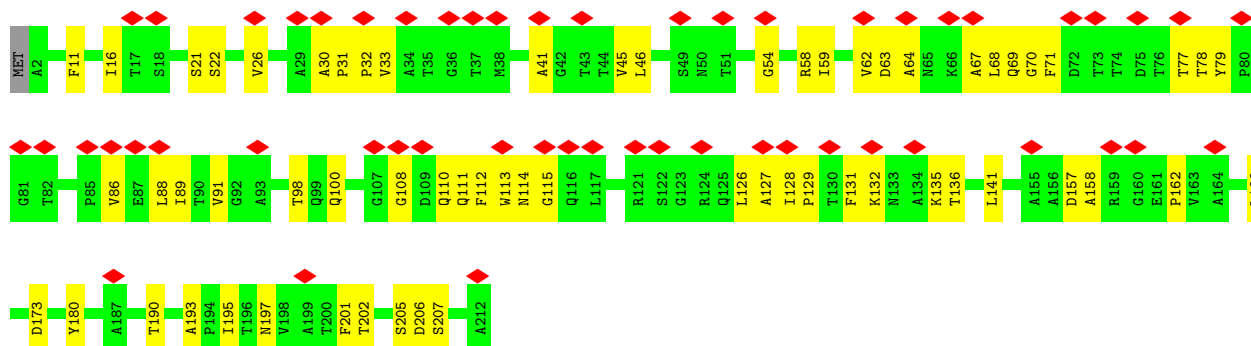 MET A2 F11 I16 T17 S18 S21 S22 V26 A29 A30 P31 P32 V33 A34 T35 G36 T37 M38 A41 G42 T43 T44 V45 L46 S49 N50 T51 G54 R58 I59 V62 D63 A64 N65 K66 A67 L68 Q69 G70 F71 D72 T73 T74 D75 T76 T77 T78 Y79 P80
G81 T82 P85 V86 E87 L88 I89 T90 V91 G92 A93 T98 Q99 Q100 G107 G108 D109 Q110 Q111 F112 W113 N114 G115 Q116 L117 R121 S122 G123 R124 Q125 L126 A127 I128 P129 T130 F131 K132 N133 A134 K135 T136 L141 A155 A156 D157 A158 R159 G160 E161 P162 V163 A164
D173 Y180 A187 T190 A193 P194 I195 T196 N197 V198 A199 T200 F201 T202 S205 D206 S207 A212